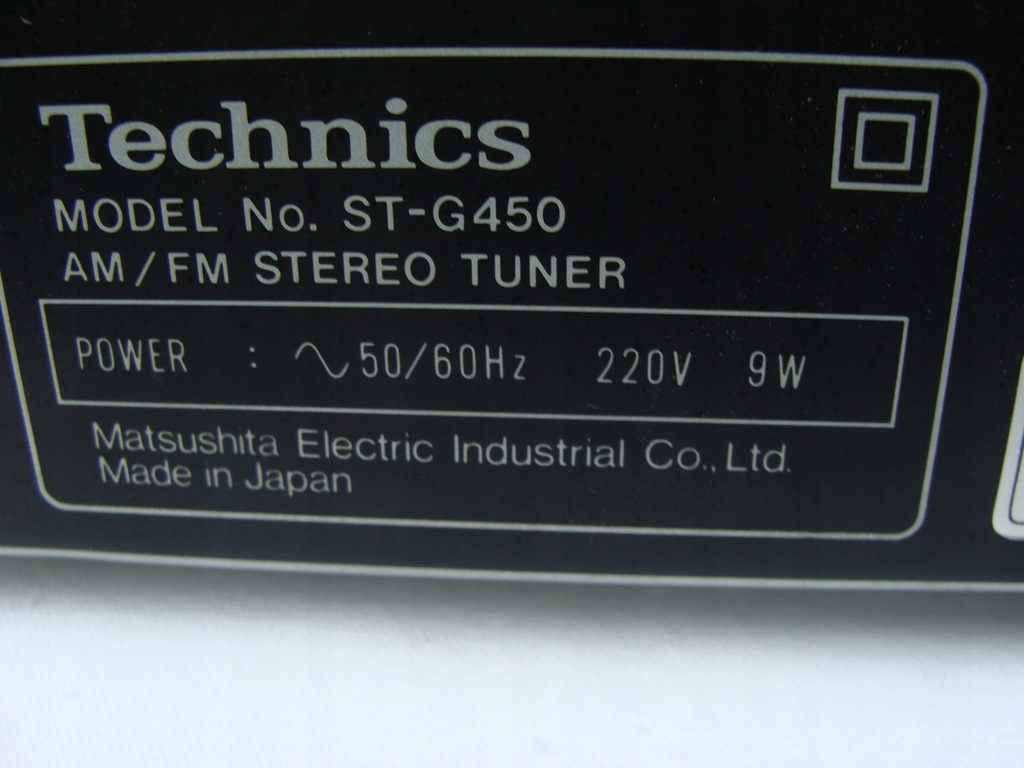 Technics
MODEL No. ST-G450
AM/FM STEREO TUNER
POWER : ∿50/60Hz 220V 9W
Matsushita Electric Industrial Co., Ltd.
Made in Japan